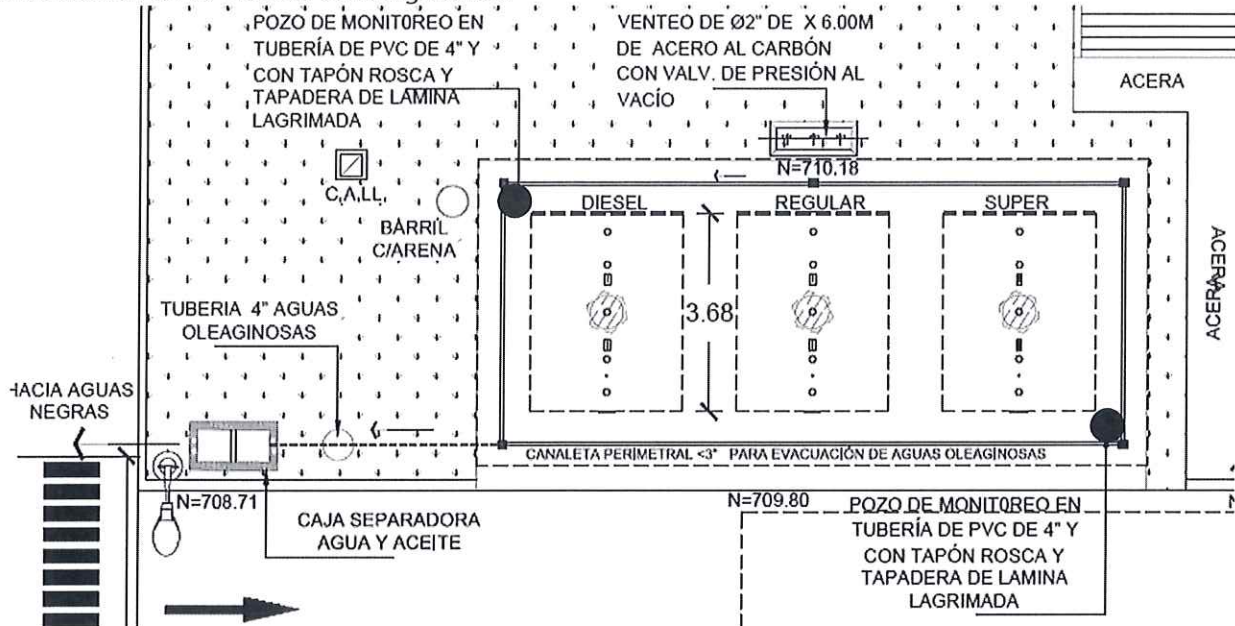 POZO DE MONITOREO EN
TUBERÍA DE PVC DE 4" Y
CON TAPÓN ROSCA Y
TAPADERA DE LAMINA
LAGRIMADA
VENTEO DE Ø2" DE X 6.00M
DE ACERO AL CARBÓN
CON VALV. DE PRESIÓN AL
VACÍO
ACERA
N=710.18
C.A.LL.
BARRIL
C/ARENA
DIESEL
REGULAR
SUPER
ACERA
ACERA
3.68
TUBERIA 4" AGUAS
OLEAGINOSAS
HACIA AGUAS
NEGRAS
CANALETA PERIMETRAL <3" PARA EVACUACIÓN DE AGUAS OLEAGINOSAS
N=708.71
N=709.80
N
CAJA SEPARADORA
AGUA Y ACEITE
POZO DE MONITOREO EN
TUBERÍA DE PVC DE 4" Y
CON TAPÓN ROSCA Y
TAPADERA DE LAMINA
LAGRIMADA